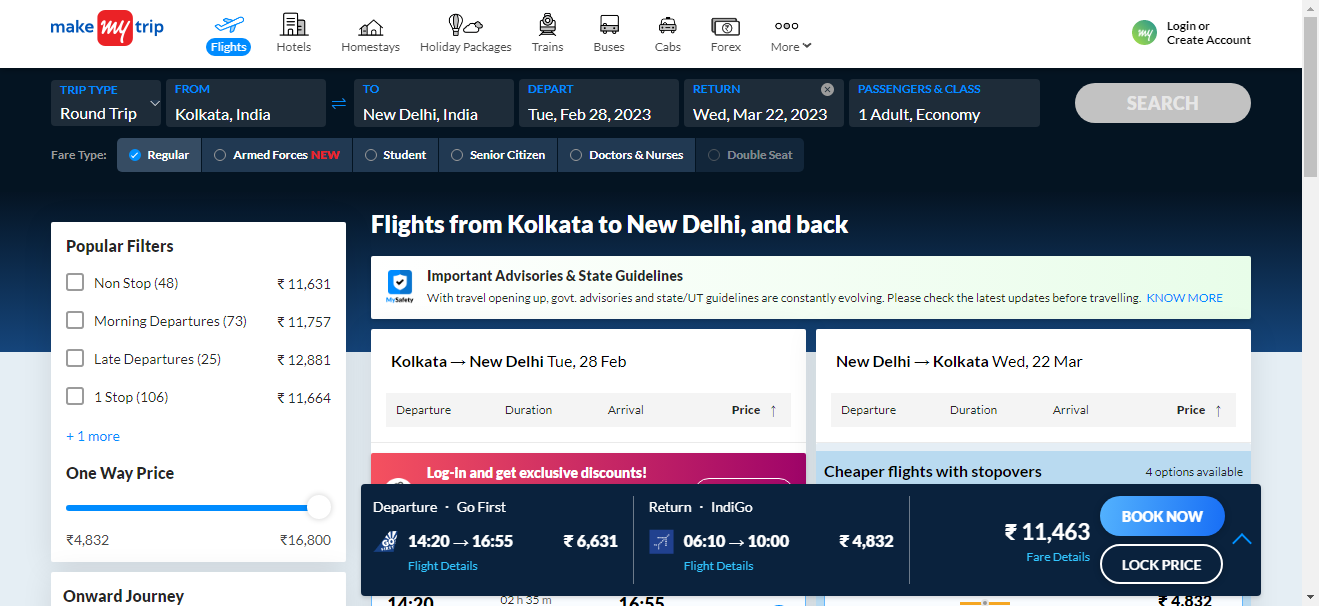 make my trip
Flights
Hotels
Homestays
Holiday Packages
Trains
Buses
Cabs
Forex
More
my
Login or
Create Account
TRIP TYPE
Round Trip
FROM
Kolkata, India
TO
New Delhi, India
DEPART
Tue, Feb 28, 2023
RETURN
Wed, Mar 22, 2023
PASSENGERS & CLASS
1 Adult, Economy
SEARCH
Fare Type:
Regular
Armed Forces NEW
Student
Senior Citizen
Doctors & Nurses
Double Seat
Flights from Kolkata to New Delhi, and back
Popular Filters
Non Stop (48) ₹ 11,631
Morning Departures (73) ₹ 11,757
Late Departures (25) ₹ 12,881
1 Stop (106) ₹ 11,664
+ 1 more
One Way Price
₹4,832 ₹16,800
Onward Journey
MySafety
Important Advisories & State Guidelines
With travel opening up, govt. advisories and state/UT guidelines are constantly evolving. Please check the latest updates before travelling. KNOW MORE
Kolkata → New Delhi Tue, 28 Feb
Departure Duration Arrival Price ↑
Log-in and get exclusive discounts!
New Delhi → Kolkata Wed, 22 Mar
Departure Duration Arrival Price ↑
Cheaper flights with stopovers 4 options available
Departure · Go First
GO FIRST
14:20 → 16:55 ₹ 6,631
Flight Details
Return · IndiGo
06:10 → 10:00 ₹ 4,832
Flight Details
₹ 11,463
Fare Details
BOOK NOW
LOCK PRICE
14:20 02 h 35 m 16:55
₹ 4,832